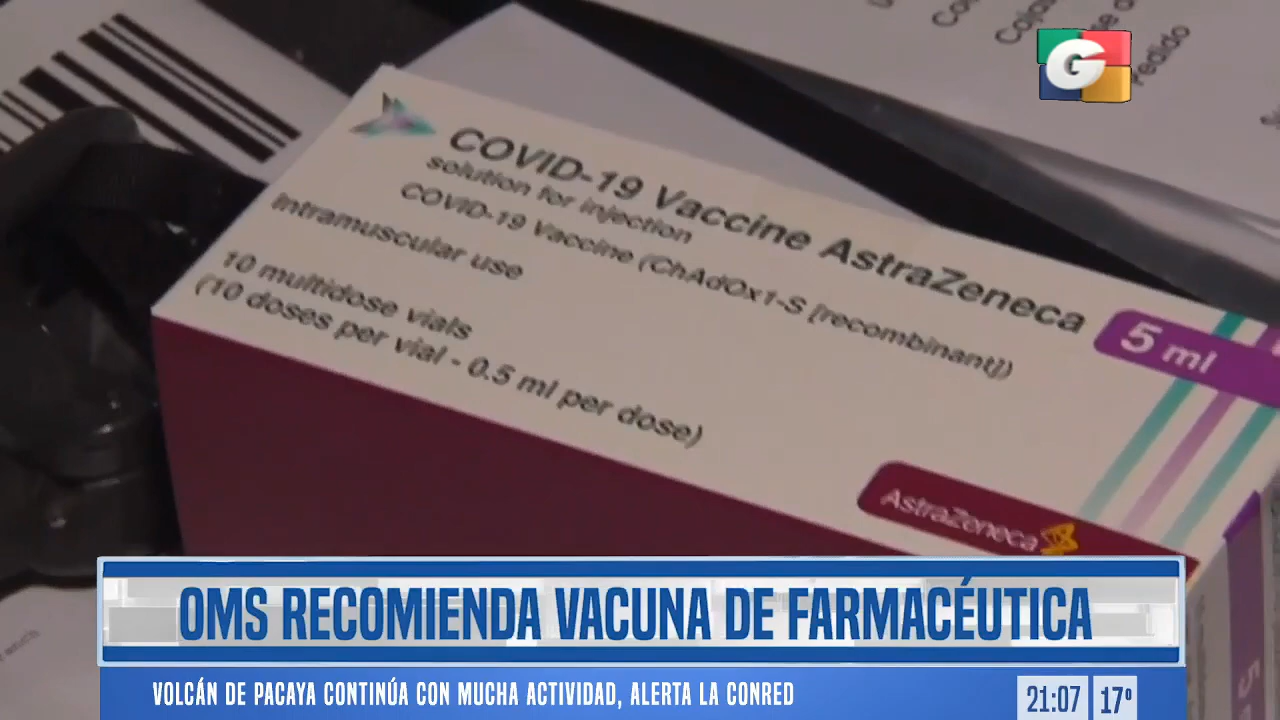 G
Pedido
COVID-19 Vaccine AstraZeneca
solution for injection
COVID-19 Vaccine (ChAdOx1-S [recombinant])
Intramuscular use
10 multidose vials
(10 doses per vial - 0.5 ml per dose)
5 ml
AstraZeneca
OMS RECOMIENDA VACUNA DE FARMACÉUTICA
VOLCÁN DE PACAYA CONTINÚA CON MUCHA ACTIVIDAD, ALERTA LA CONRED
21:07 17º